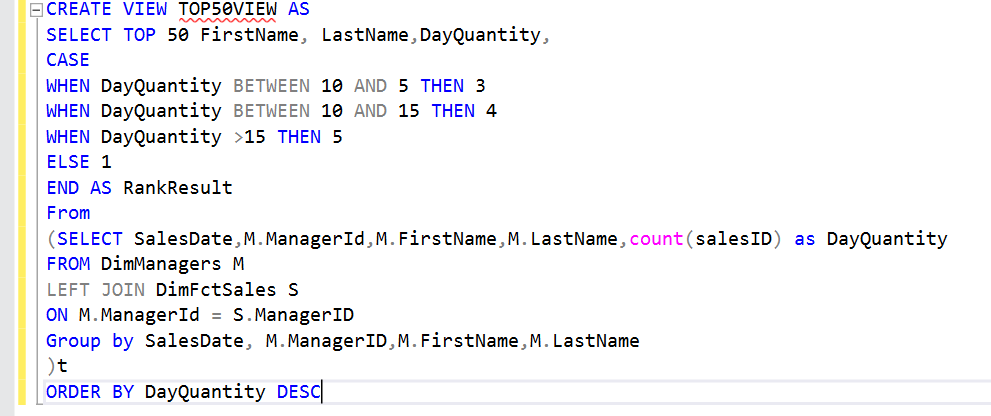 CREATE VIEW TOP50VIEW AS
SELECT TOP 50 FirstName, LastName,DayQuantity,
CASE
WHEN DayQuantity BETWEEN 10 AND 5 THEN 3
WHEN DayQuantity BETWEEN 10 AND 15 THEN 4
WHEN DayQuantity >15 THEN 5
ELSE 1
END AS RankResult
From
(SELECT SalesDate,M.ManagerId,M.FirstName,M.LastName,count(salesID) as DayQuantity
FROM DimManagers M
LEFT JOIN DimFctSales S
ON M.ManagerId = S.ManagerID
Group by SalesDate, M.ManagerID,M.FirstName,M.LastName
)t
ORDER BY DayQuantity DESC